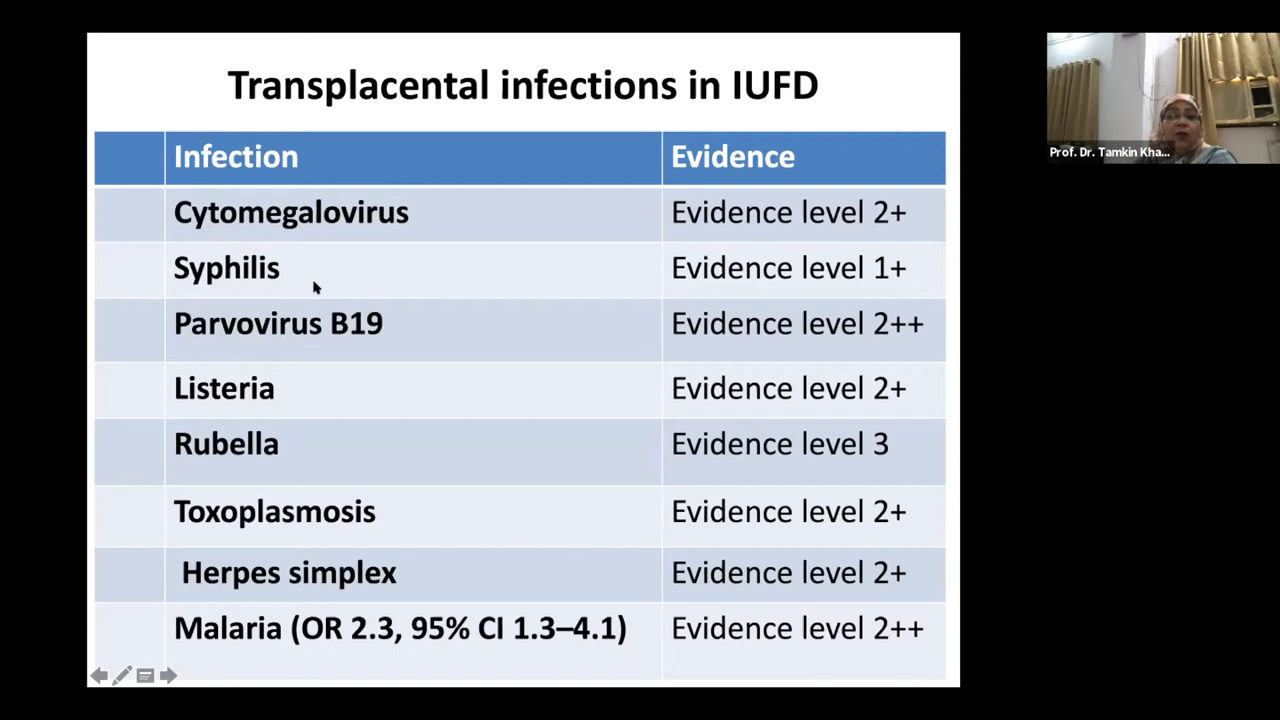 Transplacental infections in IUFD
Infection Evidence
Cytomegalovirus Evidence level 2+
Syphilis Evidence level 1+
Parvovirus B19 Evidence level 2++
Listeria Evidence level 2+
Rubella Evidence level 3
Toxoplasmosis Evidence level 2+
Herpes simplex Evidence level 2+
Malaria (OR 2.3, 95% CI 1.3–4.1) Evidence level 2++
Prof. Dr. Tamkin Kha...